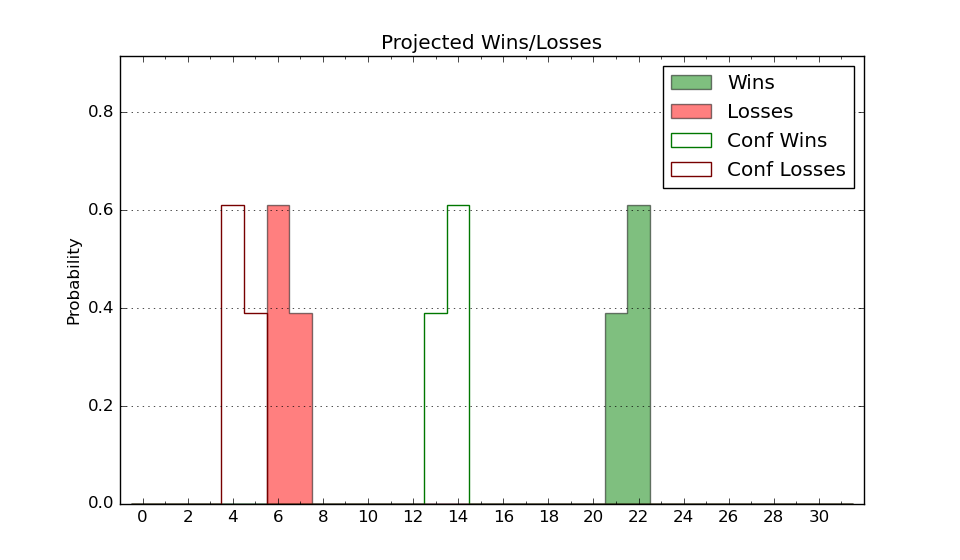 Projected Wins/Losses
Wins
Losses
Conf Wins
Conf Losses
Probability
0.8
0.6
0.4
0.2
0.0
0 2 4 6 8 10 12 14 16 18 20 22 24 26 28 30